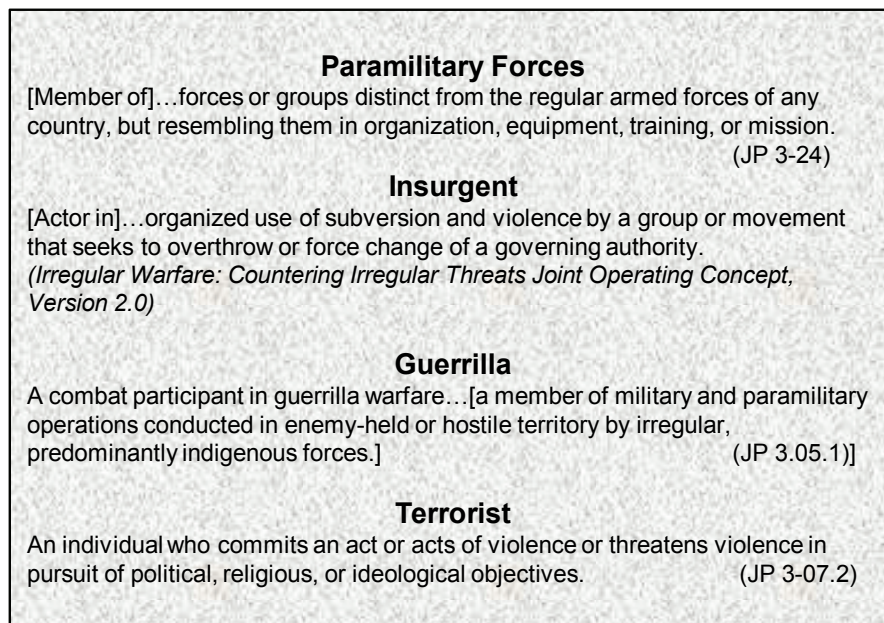 Paramilitary Forces
[Member of]…forces or groups distinct from the regular armed forces of any
country, but resembling them in organization, equipment, training, or mission.
(JP 3-24)
Insurgent
[Actor in]…organized use of subversion and violence by a group or movement
that seeks to overthrow or force change of a governing authority.
(Irregular Warfare: Countering Irregular Threats Joint Operating Concept,
Version 2.0)
Guerrilla
A combat participant in guerrilla warfare…[a member of military and paramilitary
operations conducted in enemy-held or hostile territory by irregular,
predominantly indigenous forces.] (JP 3.05.1)]
Terrorist
An individual who commits an act or acts of violence or threatens violence in
pursuit of political, religious, or ideological objectives. (JP 3-07.2)